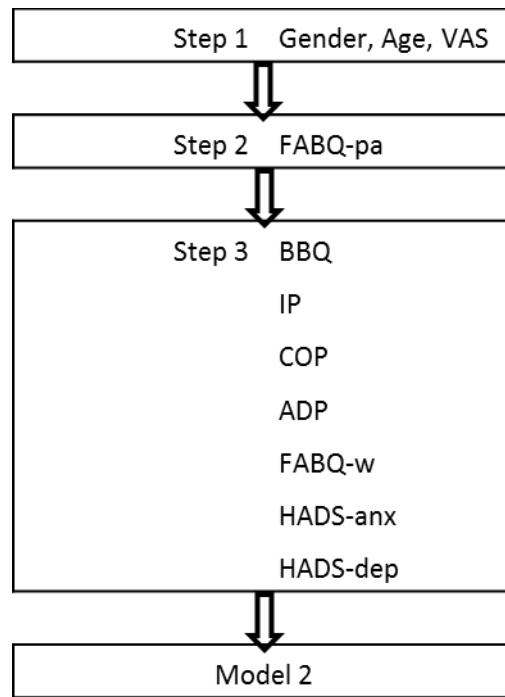 Step 1 Gender, Age, VAS
Step 2 FABQ-pa
Step 3 BBQ
IP
COP
ADP
FABQ-w
HADS-anx
HADS-dep
Model 2